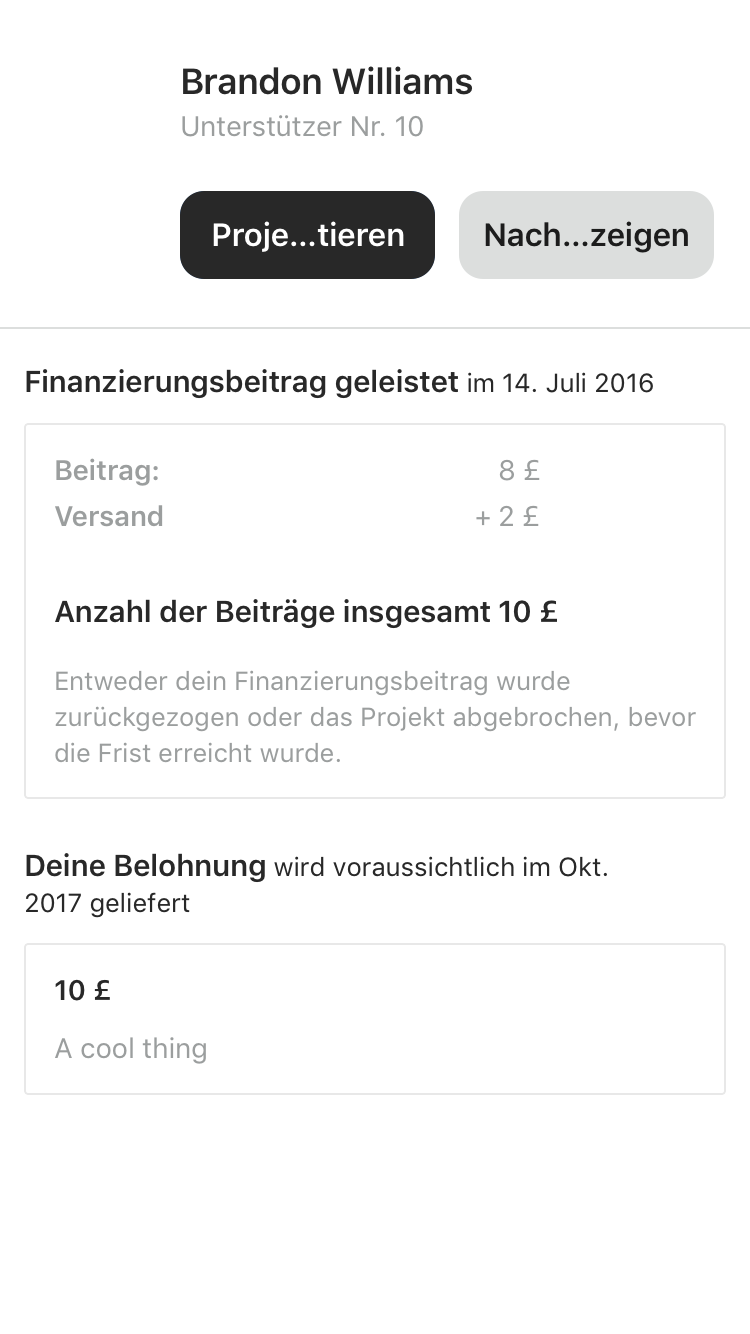 Brandon Williams
Unterstützer Nr. 10
Proje...tieren
Nach...zeigen
Finanzierungsbeitrag geleistet im 14. Juli 2016
Beitrag: 8 £
Versand + 2 £
Anzahl der Beiträge insgesamt 10 £
Entweder dein Finanzierungsbeitrag wurde
zurückgezogen oder das Projekt abgebrochen, bevor
die Frist erreicht wurde.
Deine Belohnung wird voraussichtlich im Okt.
2017 geliefert
10 £
A cool thing